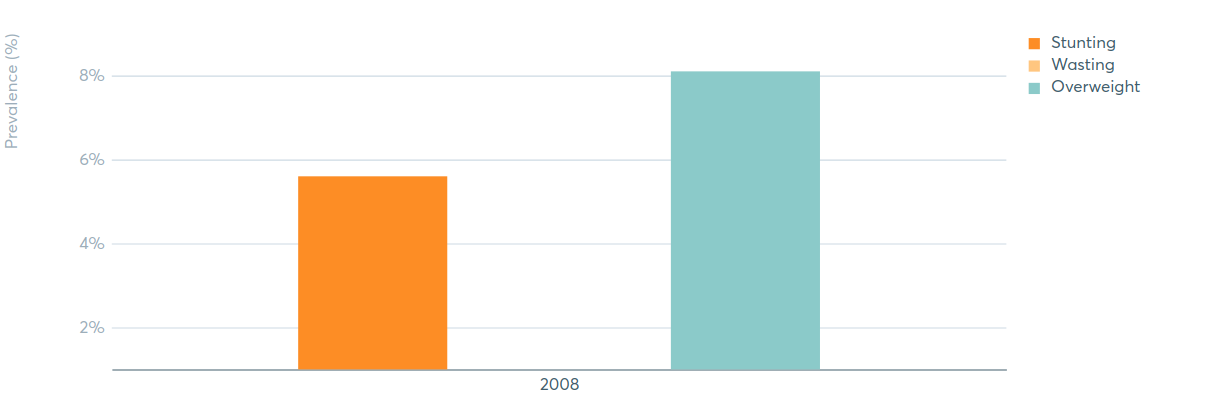 Prevalence (%)
8%
6%
4%
2%
2008
Stunting
Wasting
Overweight